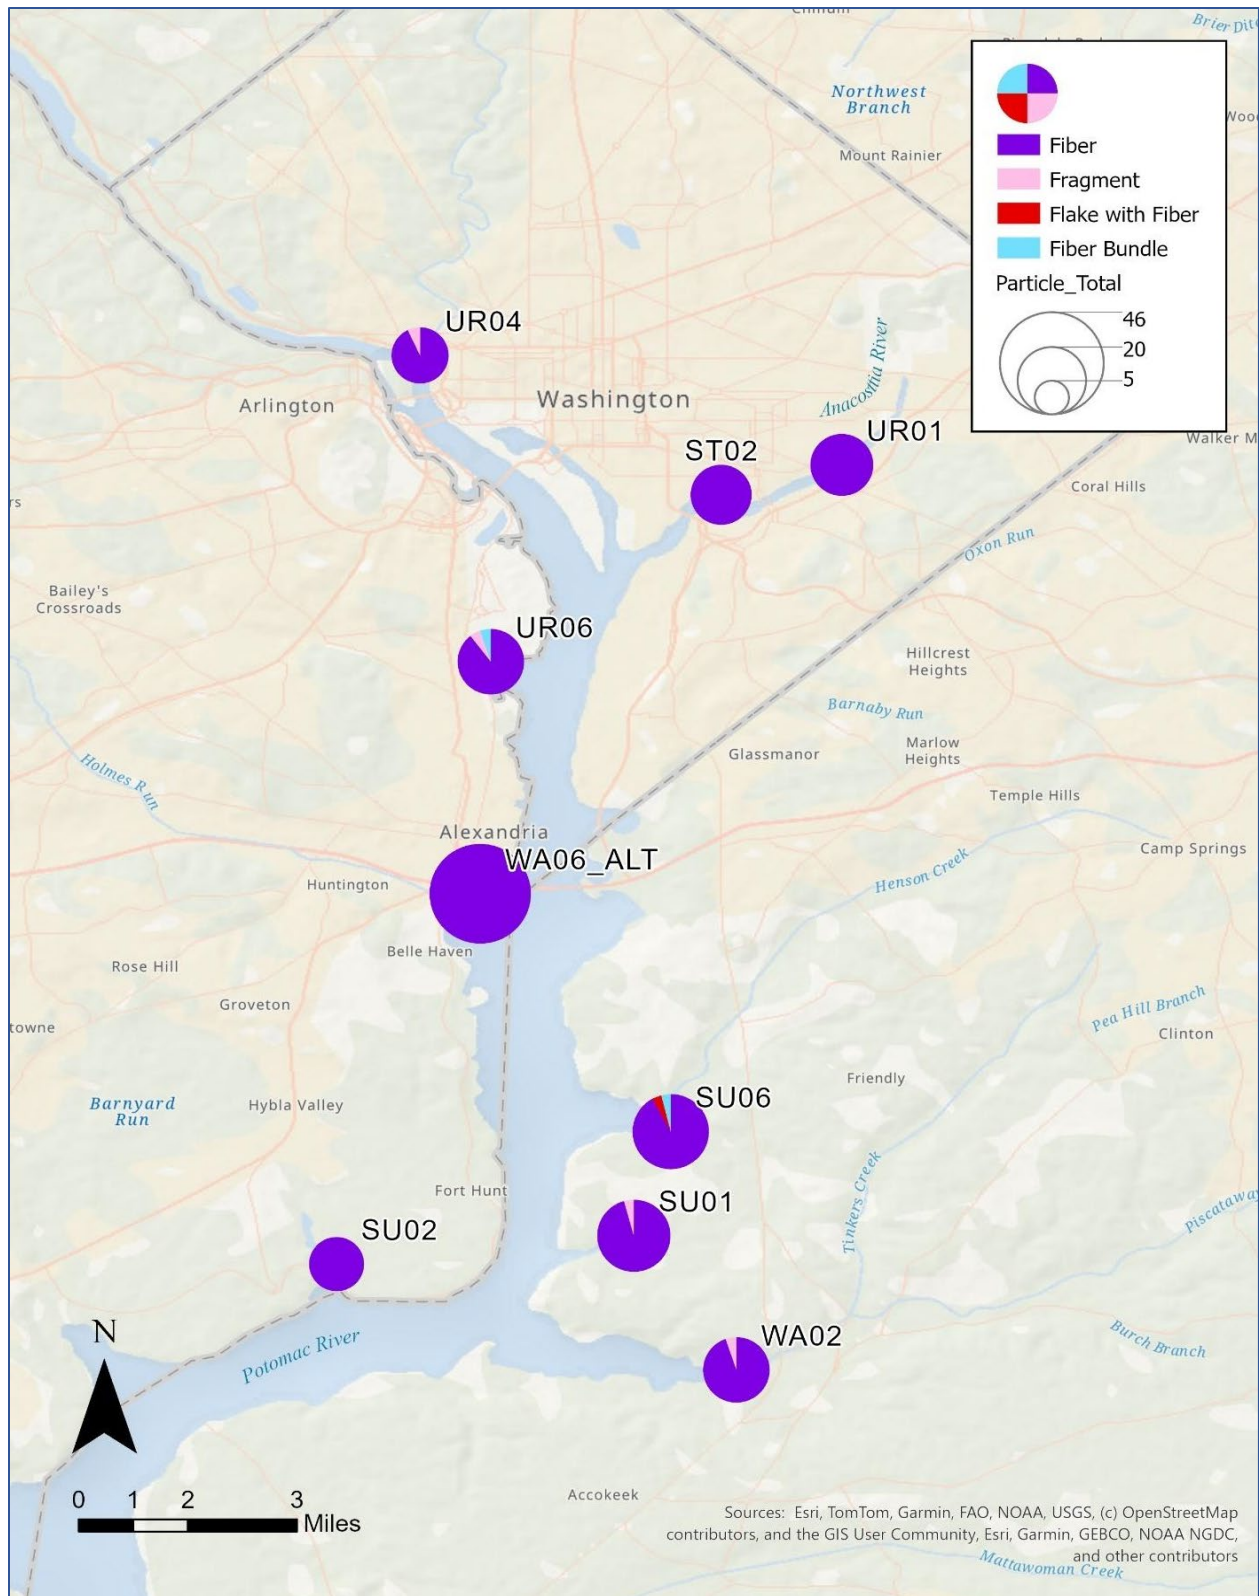 Brier Dit
Northwest
Branch
Mount Rainier
Fiber
Fragment
Flake with Fiber
Fiber Bundle
Particle_Total
46
20
5
UR04
Anacostia River
Arlington
Washington
UR01
Walker M
ST02
Coral Hills
rs
Oxon Run
Bailey's
Crossroads
UR06
Hillcrest
Heights
Barnaby Run
Glassmanor
Marlow
Heights
Holmes Run
Temple Hills
Alexandria
WA06_ALT
Camp Springs
Huntington
Henson Creek
Belle Haven
Rose Hill
Groveton
Pea Hill Branch
towne
Clinton
Friendly
Barnyard
Run
Hybla Valley
SU06
Fort Hunt
SU01
Tinkers Creek
Piscataway
SU02
N
WA02
Potomac River
Burch Branch
Accokeek
0 1 2 3
Miles
Sources: Esri, TomTom, Garmin, FAO, NOAA, USGS, (c) OpenStreetMap
contributors, and the GIS User Community, Esri, Garmin, GEBCO, NOAA NGDC,
and other contributors
Mattawoman Creek